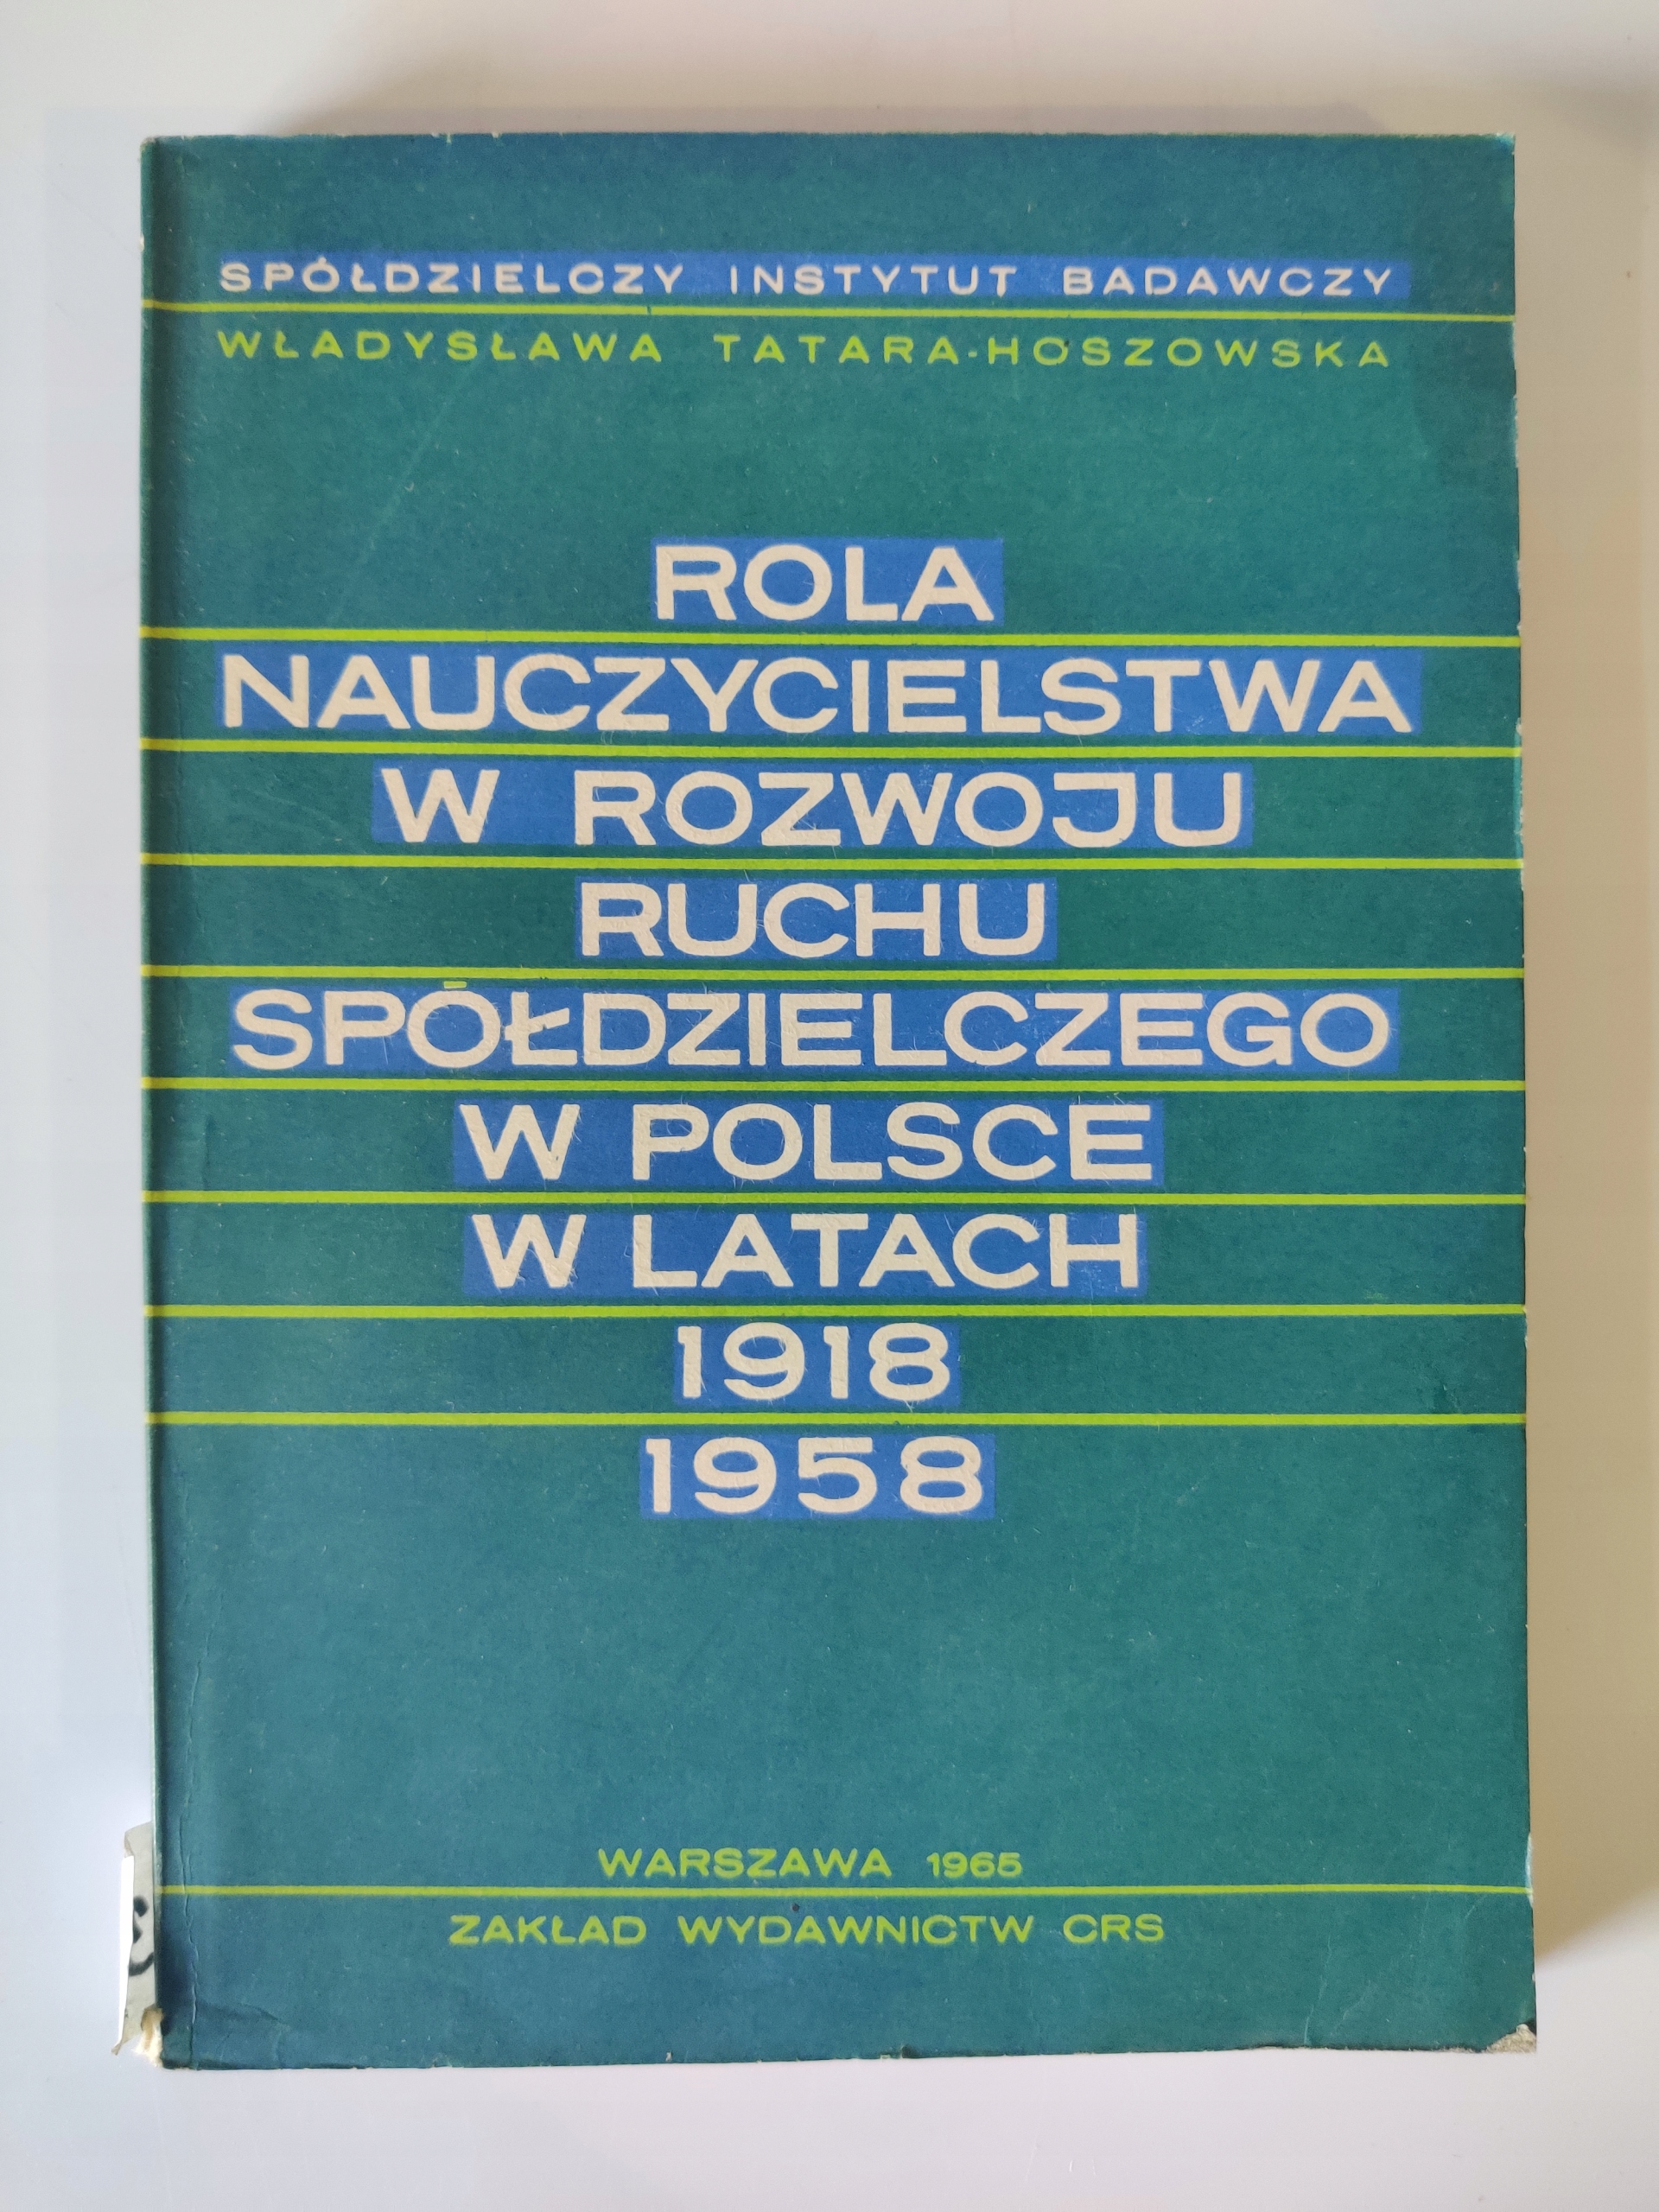 SPÓŁDZIELCZY INSTYTUT BADAWCZY
WŁADYSŁAWA TATARA-HOSZOWSKA
ROLA
NAUCZYCIELSTWA
W ROZWOJU
RUCHU
SPÓŁDZIELCZEGO
W POLSCE
W LATACH
1918
1958
WARSZAWA 1965
ZAKŁAD WYDAWNICTW CRS